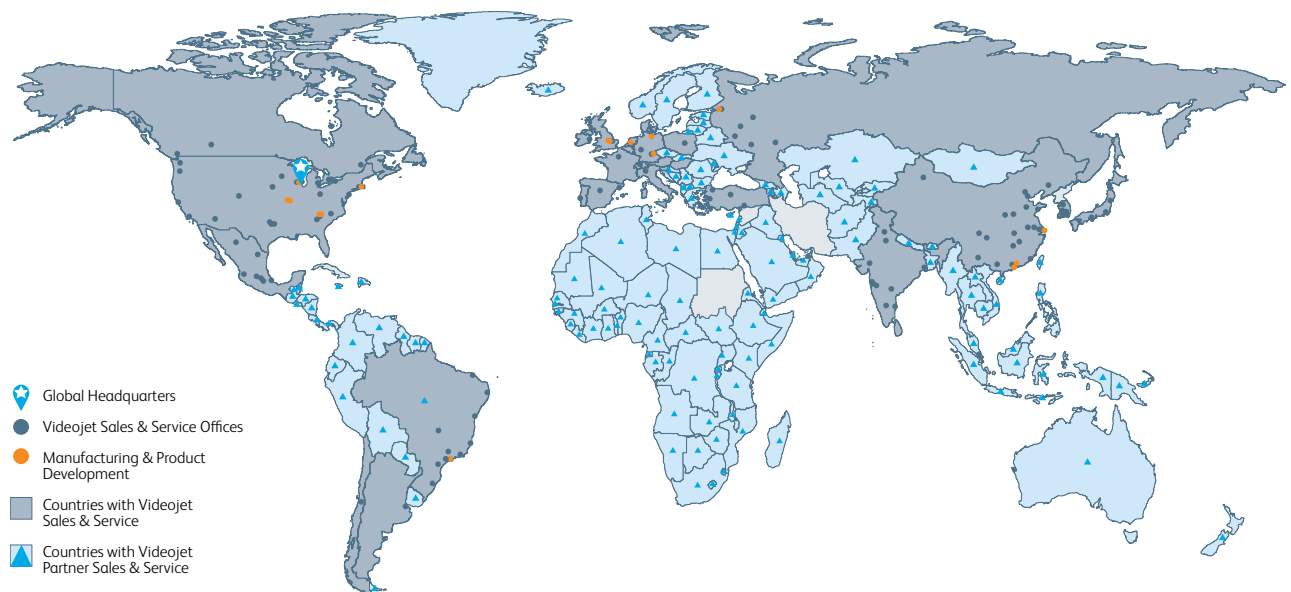 Global Headquarters
Videojet Sales & Service Offices
Manufacturing & Product
Development
Countries with Videojet
Sales & Service
Countries with Videojet
Partner Sales & Service